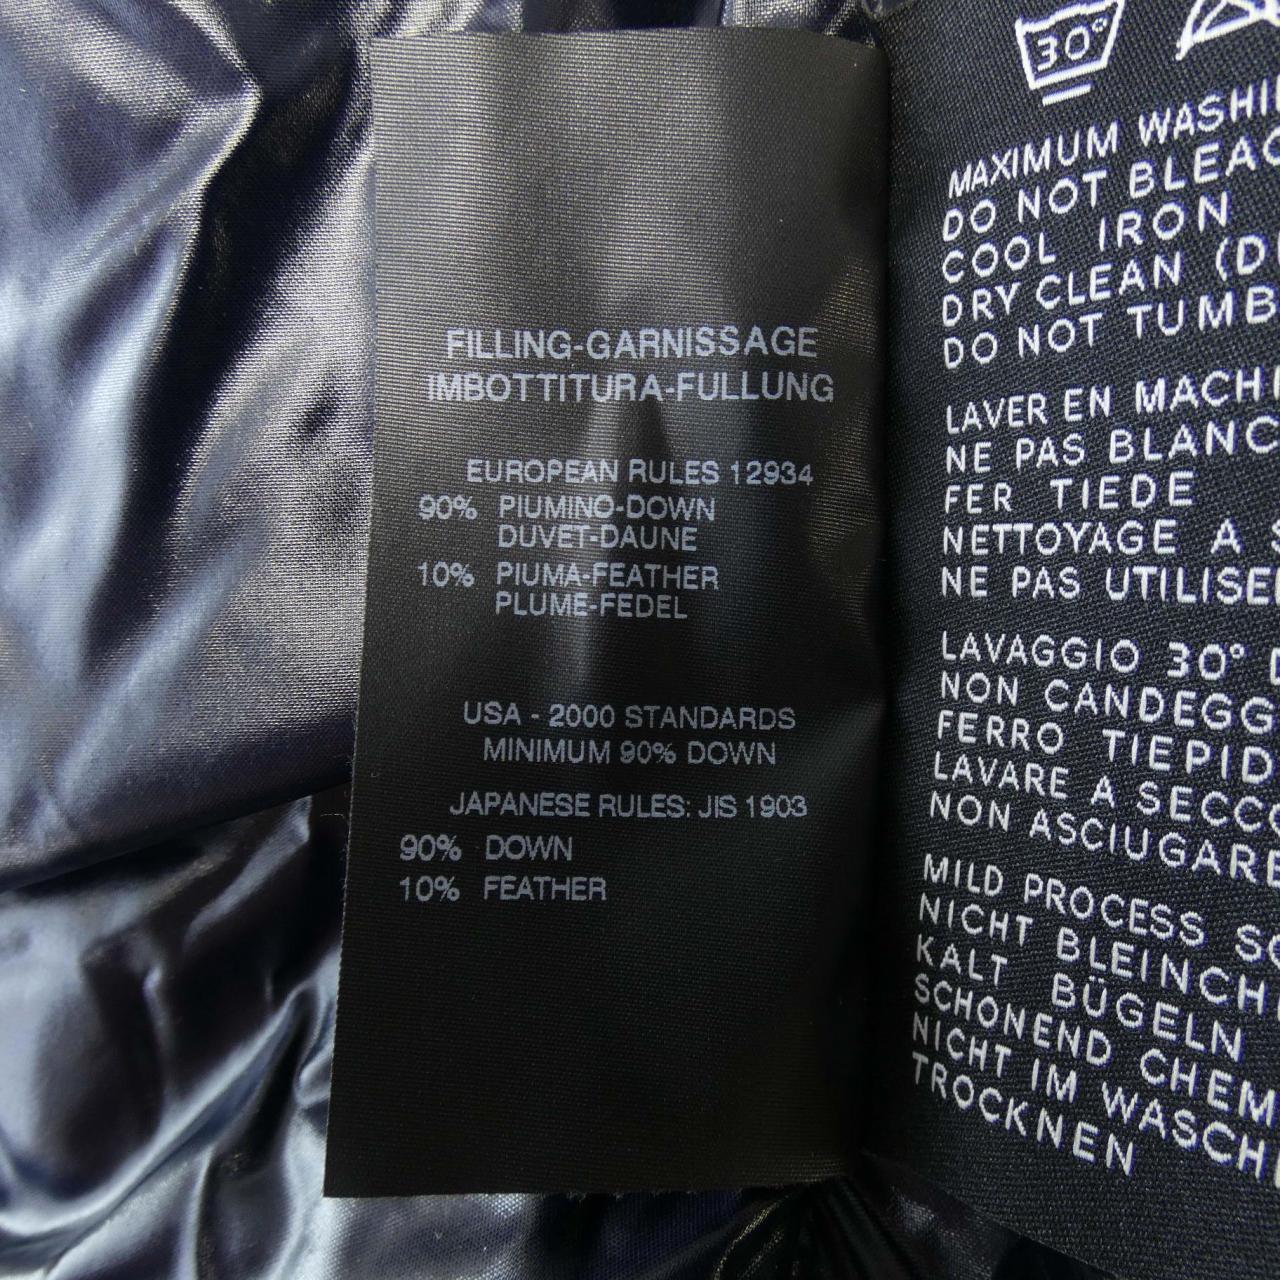 FILLING-GARNISSAGE
IMBOTTITURA-FULLUNG
EUROPEAN RULES 12934
90% PIUMINO-DOWN
DUVET-DAUNE
10% PIUMA-FEATHER
PLUME-FEDEL
USA - 2000 STANDARDS
MINIMUM 90% DOWN
JAPANESE RULES: JIS 1903
90% DOWN
10% FEATHER
30°
MAXIMUM WASHI
DO NOT BLEAC
COOL IRON
DRY CLEAN (D
DO NOT TUMB
LAVER EN MACHI
NE PAS BLANC
FER TIEDE
NETTOYAGE A S
NE PAS UTILISE
LAVAGGIO 30°
NON CANDEGG
FERRO TIEPID
LAVARE A SECC
NON ASCIUGARE
MILD PROCESS SC
NICHT BLEINCH
KALT BÜGELN
SCHONEND CHEM
NICHT IM WASCH
TROCKNEN